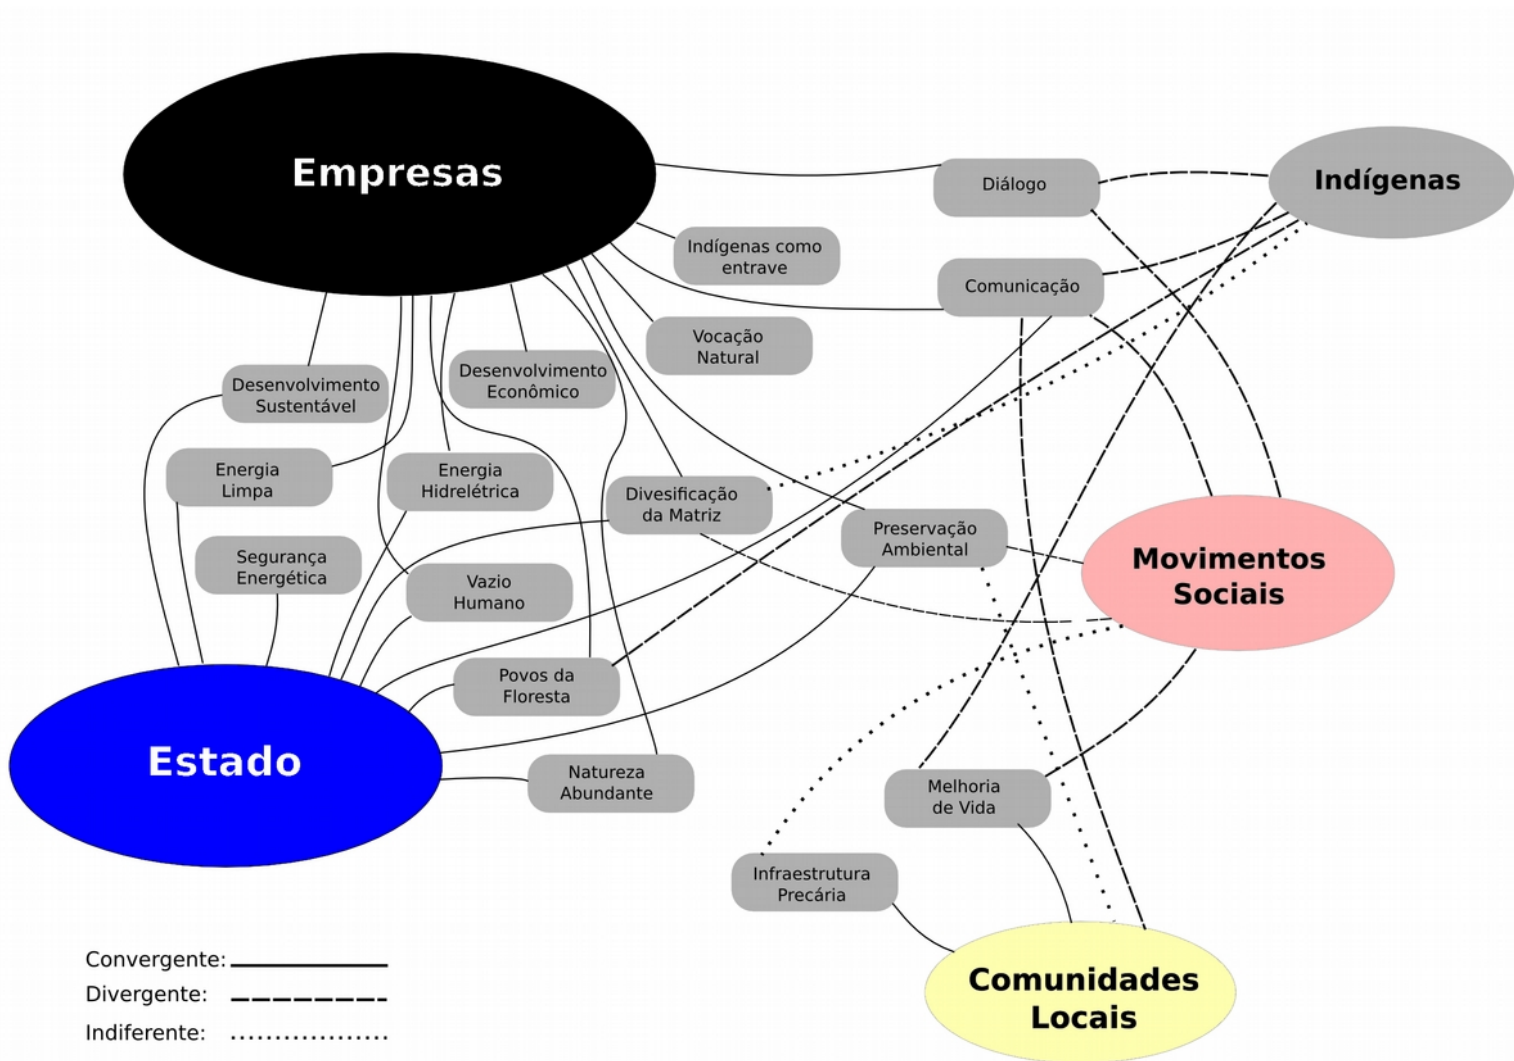 Empresas
Diálogo
Indígenas
Indígenas como
entrave
Comunicação
Vocação
Natural
Desenvolvimento
Sustentável
Desenvolvimento
Econômico
Energia
Limpa
Energia
Hidrelétrica
Divesificação
da Matriz
Preservação
Ambiental
Segurança
Energética
Vazio
Humano
Movimentos
Sociais
Povos da
Floresta
Estado
Natureza
Abundante
Melhoria
de Vida
Infraestrutura
Precária
Comunidades
Locais
Convergente:
Divergente:
Indiferente: